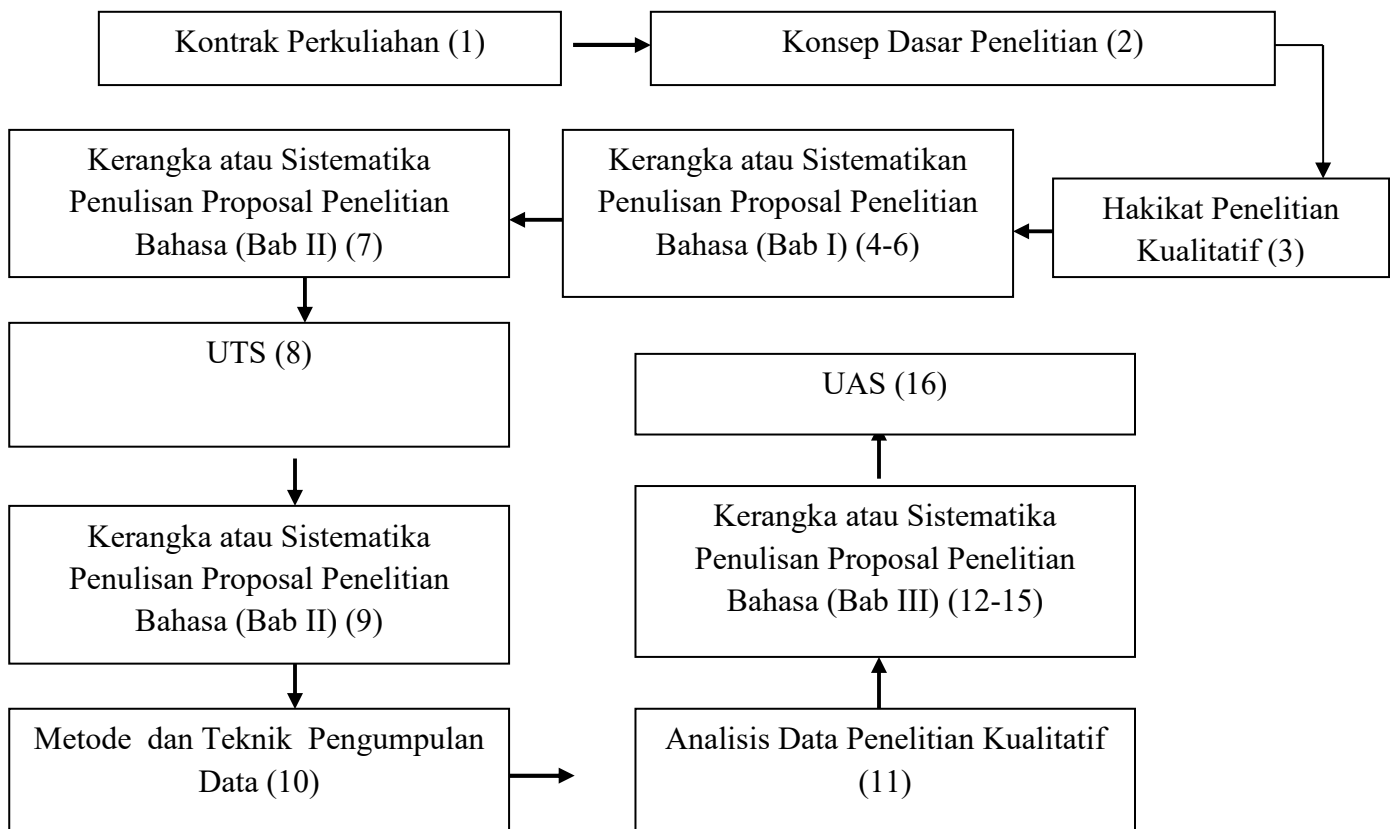 Kontrak Perkuliahan (1)
Konsep Dasar Penelitian (2)
Hakikat Penelitian
Kualitatif (3)
Kerangka atau Sistematikan
Penulisan Proposal Penelitian
Bahasa (Bab I) (4-6)
Kerangka atau Sistematika
Penulisan Proposal Penelitian
Bahasa (Bab II) (7)
UTS (8)
Kerangka atau Sistematika
Penulisan Proposal Penelitian
Bahasa (Bab II) (9)
Metode dan Teknik Pengumpulan
Data (10)
Analisis Data Penelitian Kualitatif
(11)
Kerangka atau Sistematika
Penulisan Proposal Penelitian
Bahasa (Bab III) (12-15)
UAS (16)